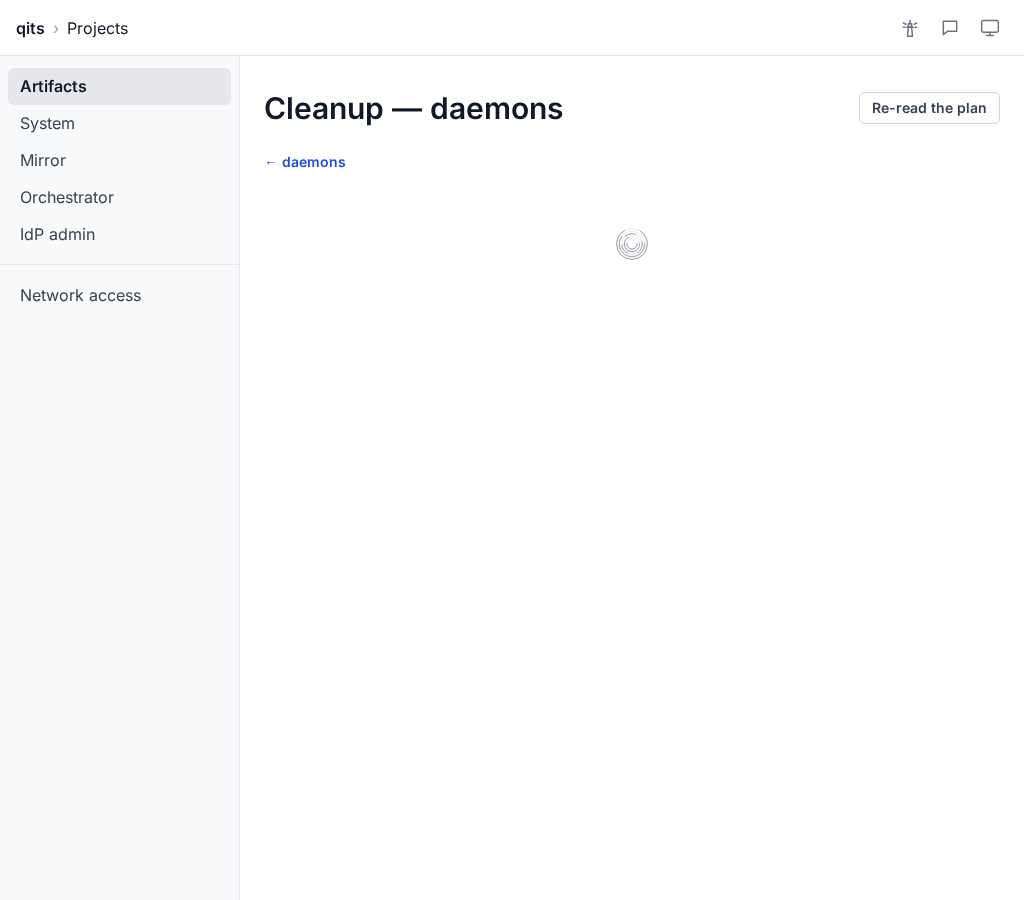 qits › Projects
Artifacts
System
Mirror
Orchestrator
IdP admin
Network access
Cleanup — daemons
Re-read the plan
← daemons